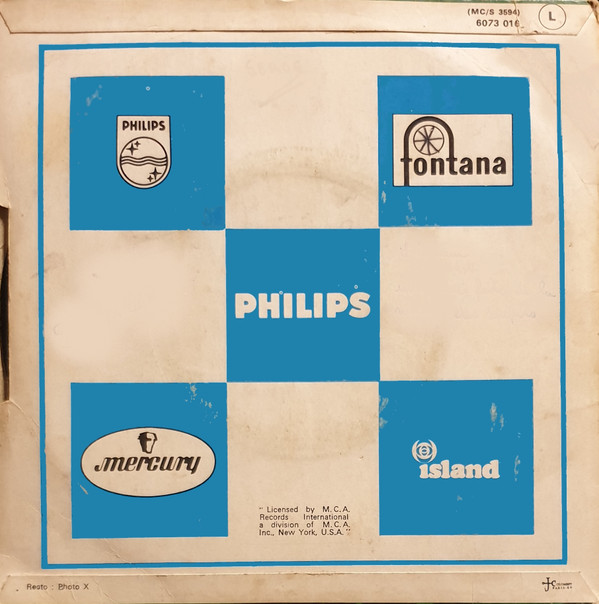 (MC/S 3594)
6073 016
L
PHILIPS
fontana
PHILIPS
mercury
island
" Licensed by M.C.A.
Records International
a division of M.C.A.
Inc., New York, U.S.A. "
Recto : Photo X